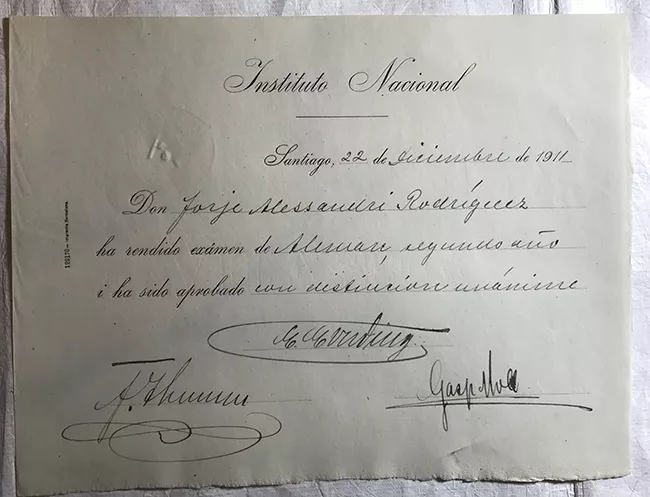 Instituto Nacional
Santiago, 22 de Diciembre de 1911
Don Jorje Alessandri Rodríguez
ha rendido exámen de Aleman, segundo año
i ha sido aprobado con distincion unánime